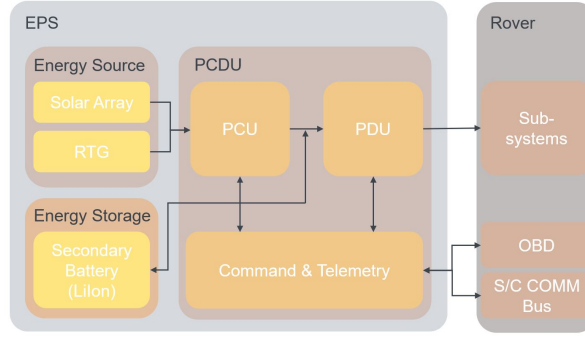 EPS
Rover
Energy Source
PCDU
Solar Array
RTG
PCU
PDU
Sub-
systems
Energy Storage
Secondary
Battery
(LiIon)
Command & Telemetry
OBD
S/C COMM
Bus